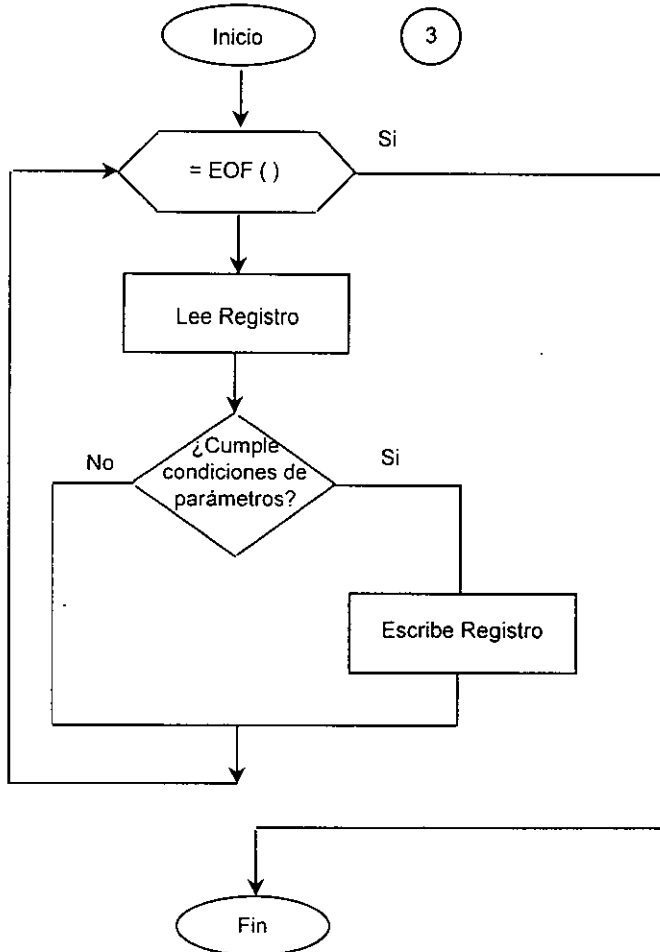 Inicio
3
Si
= EOF ( )
Lee Registro
¿Cumple
condiciones de
parámetros?
No
Si
Escribe Registro
Fin